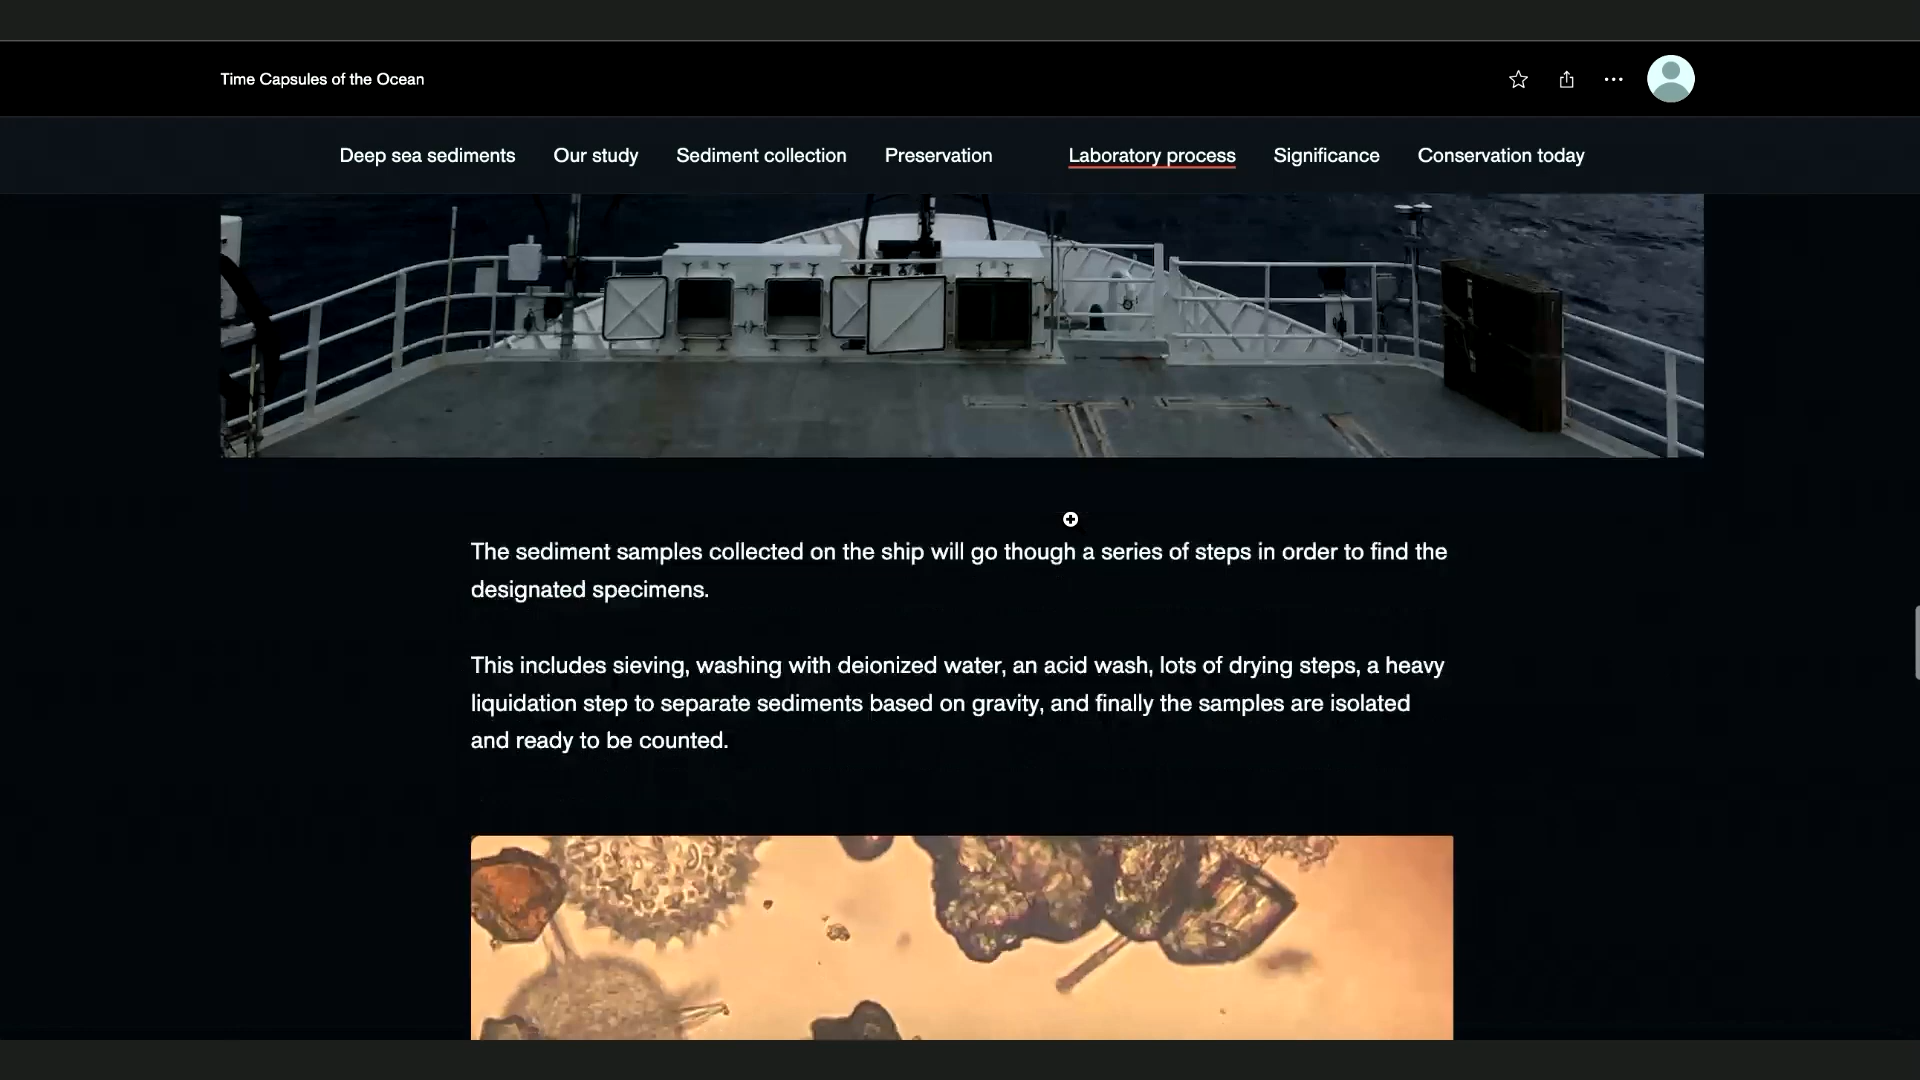 Time Capsules of the Ocean
Deep sea sediments Our study Sediment collection Preservation Laboratory process Significance Conservation today
The sediment samples collected on the ship will go though a series of steps in order to find the
designated specimens.
This includes sieving, washing with deionized water, an acid wash, lots of drying steps, a heavy
liquidation step to separate sediments based on gravity, and finally the samples are isolated
and ready to be counted.